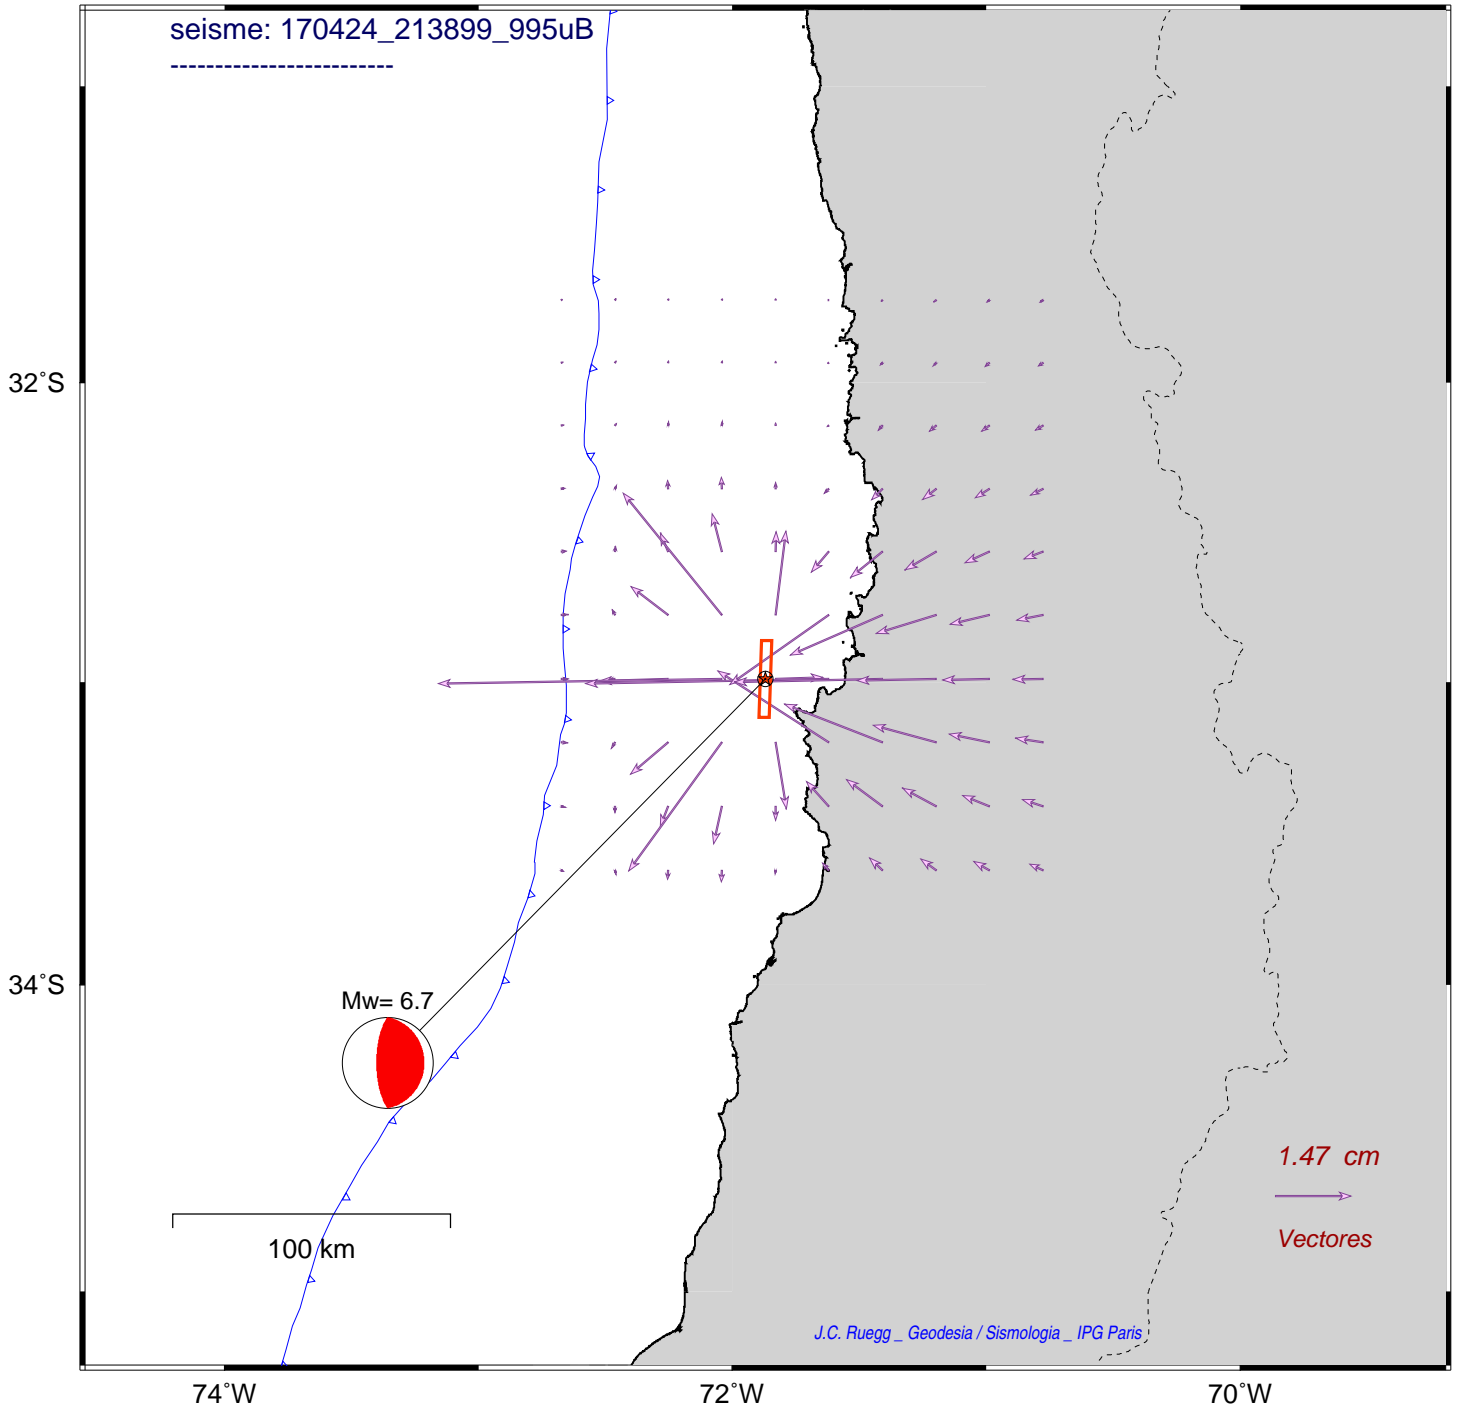 seisme: 170424_213899_995uB
-------------------------
32°S
34°S
Mw= 6.7
100 km
1.47 cm
Vectores
J.C. Ruegg _ Geodesia / Sismologia _ IPG Paris
74°W
72°W
70°W